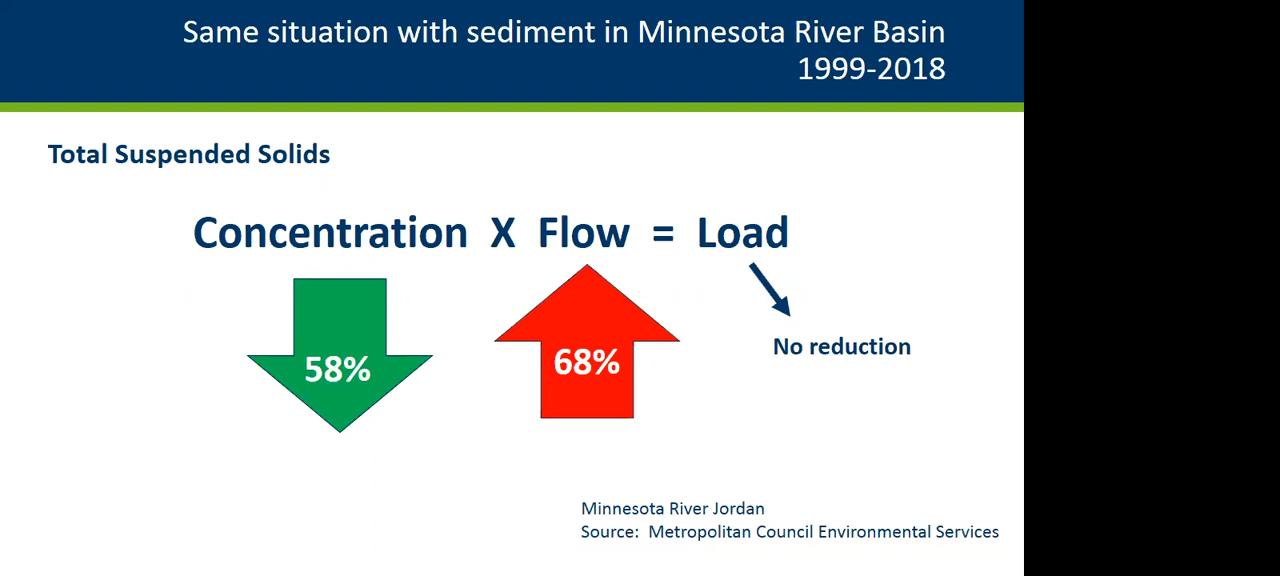 Same situation with sediment in Minnesota River Basin
1999-2018
Total Suspended Solids
Concentration X Flow = Load
58%
68%
No reduction
Minnesota River Jordan
Source: Metropolitan Council Environmental Services